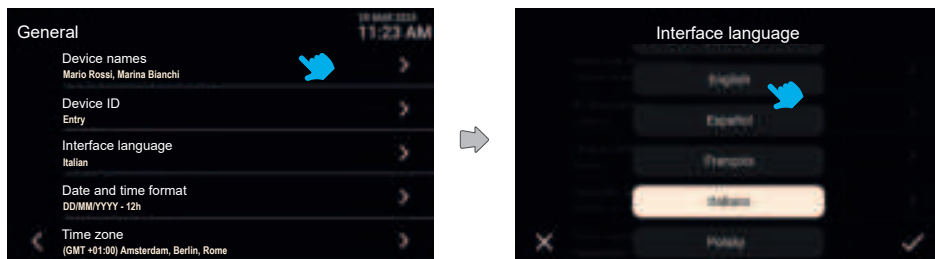 General
11:23 AM
Device names
Mario Rossi, Marina Bianchi
Device ID
Entry
Interface language
Italian
Date and time format
DD/MM/YYYY - 12h
Time zone
(GMT +01:00) Amsterdam, Berlin, Rome
Interface language
English
Español
Français
Italiano
Polski